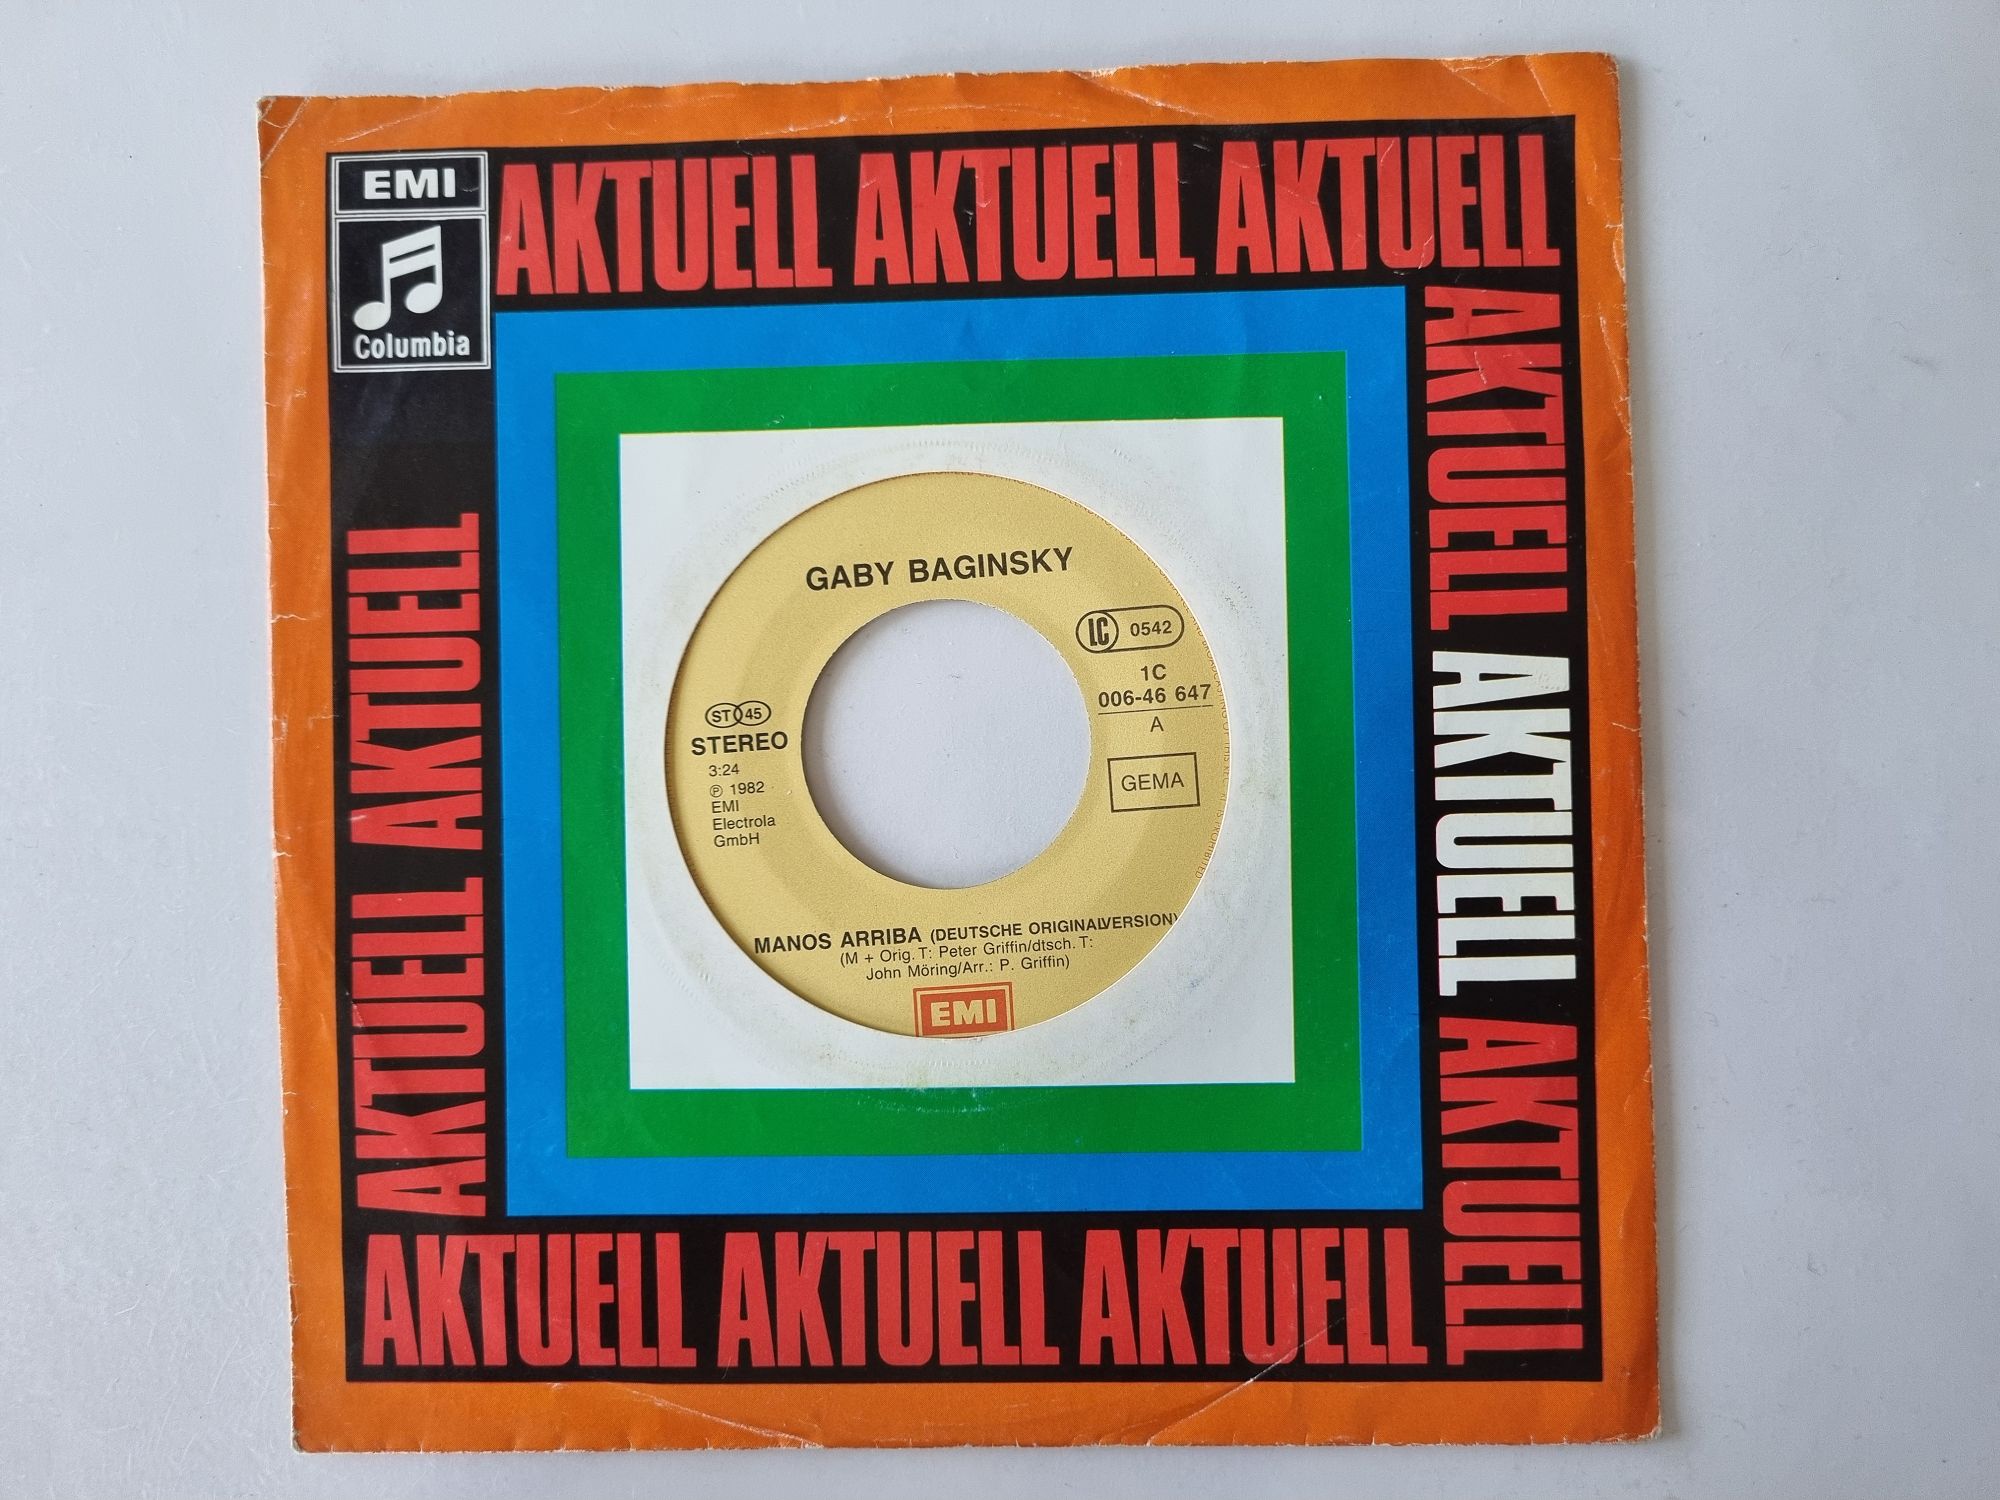 EMI
Columbia
AKTUELL AKTUELL AKTUELL
AKTUELL AKTUELL AKTUELL
AKTUELL AKTUELL AKTUELL
AKTUELL AKTUELL
GABY BAGINSKY
LC 0542
1C
006-46 647
A
GEMA
ST 45
STEREO
3:24
℗ 1982
EMI
Electrola
GmbH
MANOS ARRIBA (DEUTSCHE ORIGINALVERSION)
(M + Orig. T: Peter Griffin/dtsch. T:
John Möring/Arr.: P. Griffin)
EMI